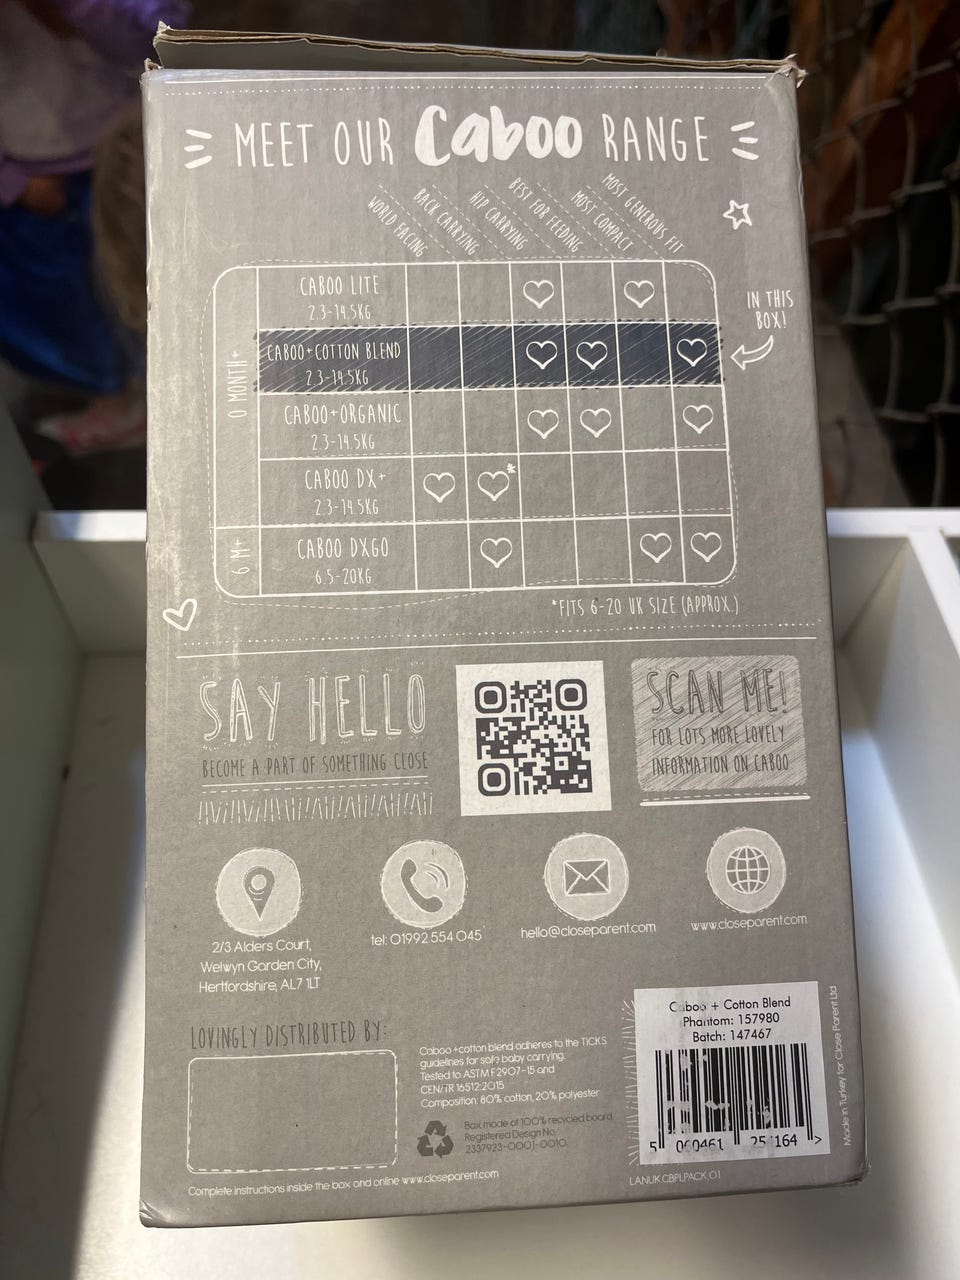 MEET OUR Caboo RANGE
WORLD FACING
BACK CARRYING
HIP CARRYING
BEST FOR FEEDING
MOST COMPACT
MOST GENEROUS FIT
0 MONTH+
CABOO LITE
2.3-14.5KG
CABOO+COTTON BLEND
2.3-14.5KG
IN THIS
BOX!
CABOO+ORGANIC
2.3-14.5KG
CABOO DX+
2.3-14.5KG
*
6 M+
CABOO DXGO
6.5-20KG
*FITS 6-20 UK SIZE (APPROX.)
SAY HELLO
BECOME A PART OF SOMETHING CLOSE
SCAN ME!
FOR LOTS MORE LOVELY
INFORMATION ON CABOO
2/3 Alders Court,
Welwyn Garden City,
Hertfordshire, AL7 1LT
tel: 01992 554 045
hello@closeparent.com
www.closeparent.com
LOVINGLY DISTRIBUTED BY:
Caboo +cotton blend adheres to the TICKS
guidelines for safe baby carrying.
Tested to ASTM F2907-15 and
CEN/TR 16512:2015
Composition: 80% cotton, 20% polyester
Box made of 100% recycled board
Registered Design No.:
2337923-0001-0010.
Complete instructions inside the box and online www.closeparent.com
Caboo + Cotton Blend
Phantom: 157980
Batch: 147467
5 060461 254164 >
LANUK.CBPLPACK.01
Made in Turkey for Close Parent Ltd